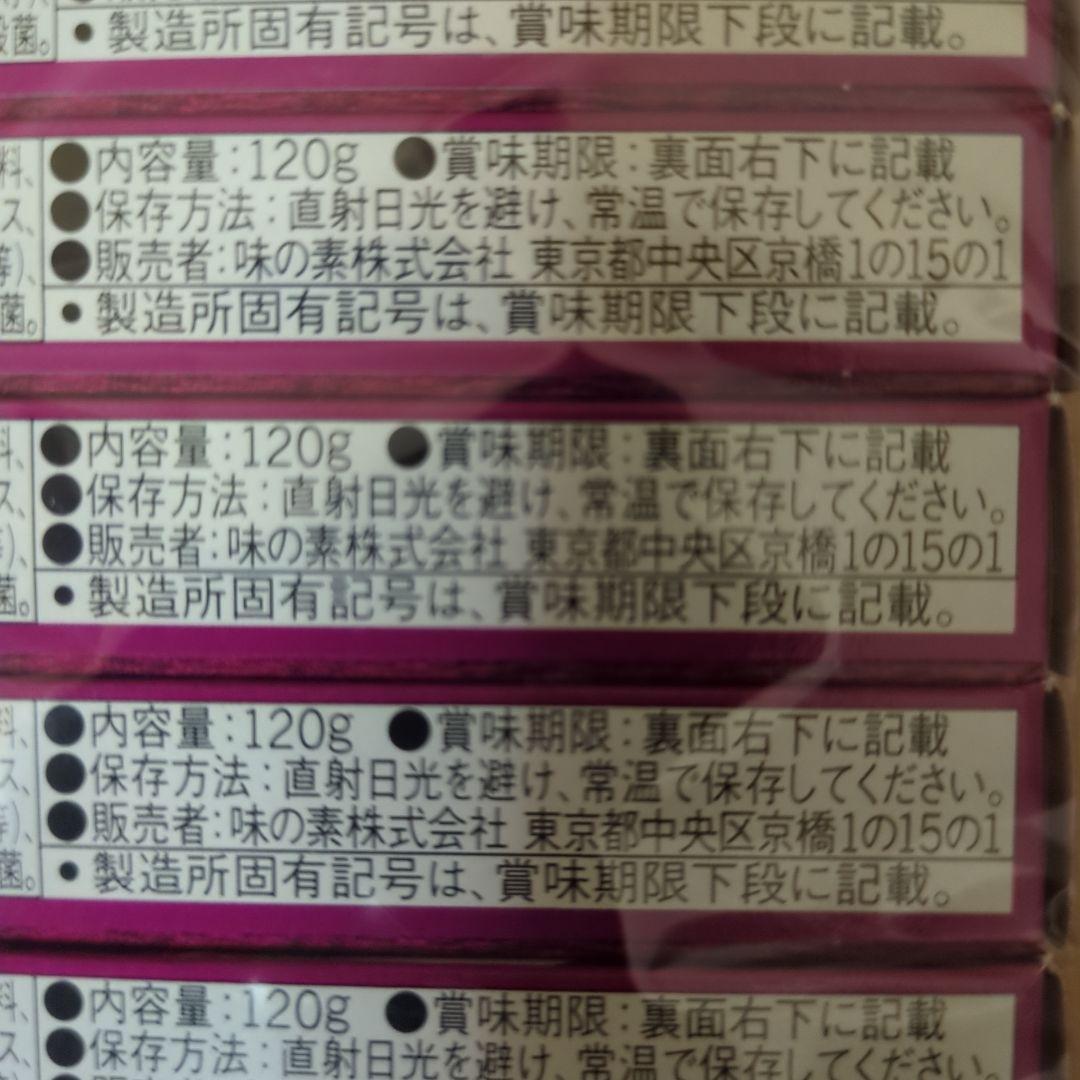 菌。 • 製造所固有記号は、賞味期限下段に記載。
料、 ●内容量：120g ●賞味期限：裏面右下に記載
ス、 ●保存方法：直射日光を避け、常温で保存してください。
等)、 ●販売者：味の素株式会社 東京都中央区京橋1の15の1
菌。 • 製造所固有記号は、賞味期限下段に記載。
料、 ●内容量：120g ●賞味期限：裏面右下に記載
ス、 ●保存方法：直射日光を避け、常温で保存してください。
等)、 ●販売者：味の素株式会社 東京都中央区京橋1の15の1
菌。 • 製造所固有記号は、賞味期限下段に記載。
料、 ●内容量：120g ●賞味期限：裏面右下に記載
ス、 ●保存方法：直射日光を避け、常温で保存してください。
等)、 ●販売者：味の素株式会社 東京都中央区京橋1の15の1
菌。 • 製造所固有記号は、賞味期限下段に記載。
料、 ●内容量：120g ●賞味期限：裏面右下に記載
ス、 ●保存方法：直射日光を避け、常温で保存してください。